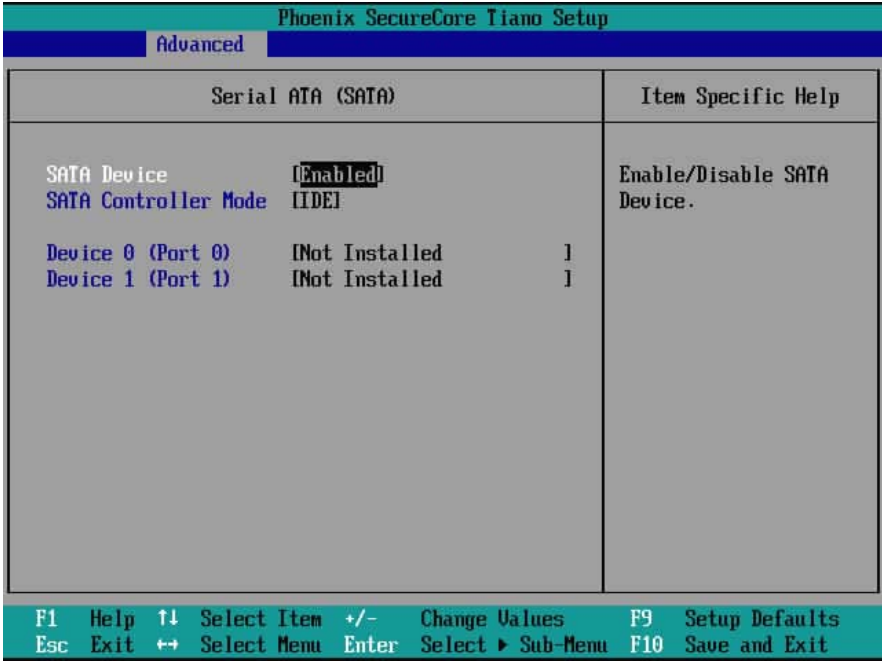 Phoenix SecureCore Tiano Setup
Advanced
Serial ATA (SATA)
Item Specific Help
SATA Device [Enabled]
SATA Controller Mode [IDE]
Device 0 (Port 0) [Not Installed ]
Device 1 (Port 1) [Not Installed ]
Enable/Disable SATA
Device.
F1 Help ↑↓ Select Item +/- Change Values F9 Setup Defaults
Esc Exit ↔ Select Menu Enter Select ▶ Sub-Menu F10 Save and Exit